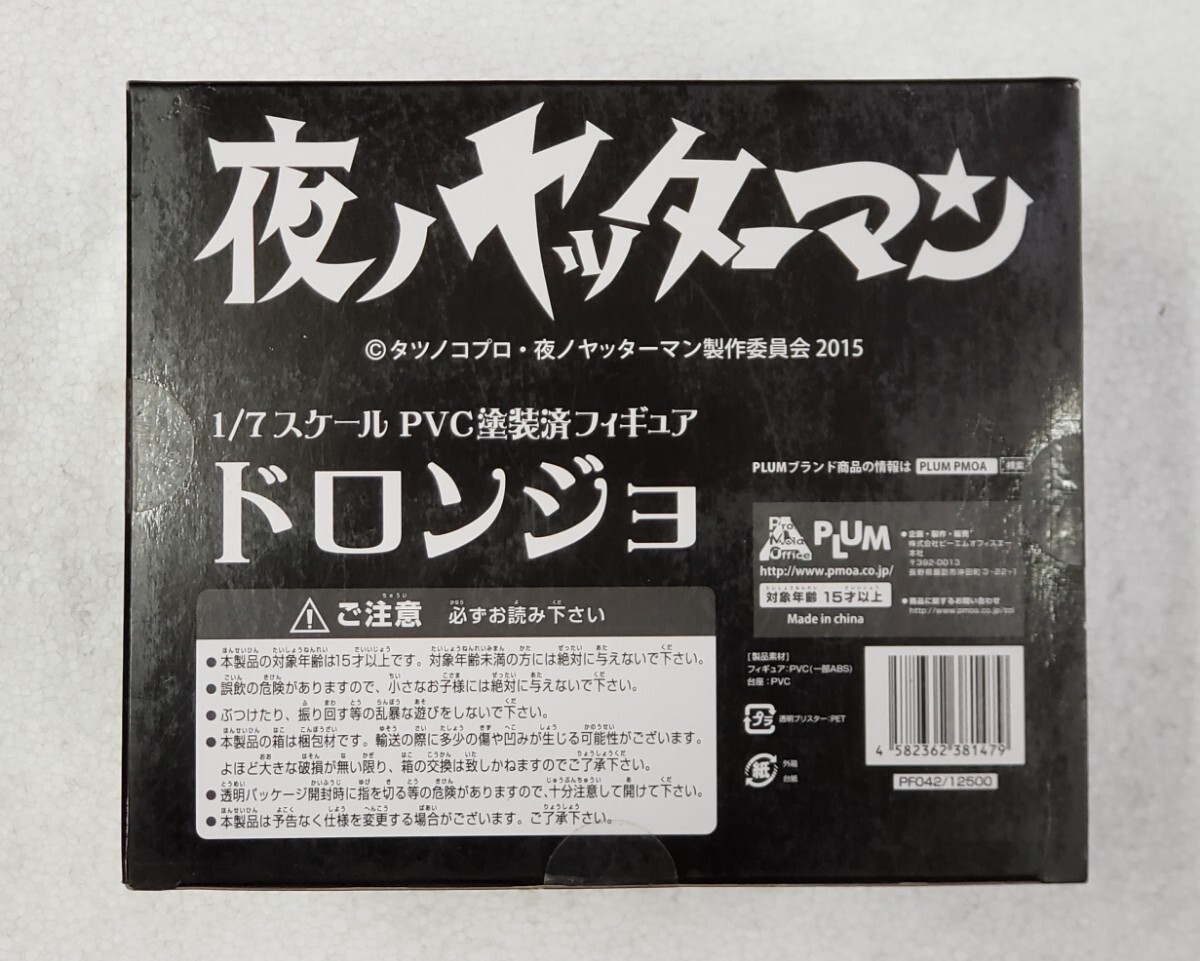 夜ノヤッターマン
©タツノコプロ・夜ノヤッターマン製作委員会 2015
1/7スケール PVC塗装済フィギュア
ドロンジョ
PLUMブランド商品の情報は PLUM PMOA 検索
Pro Mold Office
PLUM
http://www.pmoa.co.jp/
対象年齢 15才以上
Made in china
●企画・製作・販売
株式会社ピーエムオフィスエー
本社
〒392-0013
長野県諏訪市沖田町3-22-1
●商品に関するお問い合わせ
http://www.pmoa.co.jp/toi
⚠ ご注意 必ずお読み下さい
●本製品の対象年齢は15才以上です。対象年齢未満の方には絶対に与えないで下さい。
●誤飲の危険がありますので、小さなお子様には絶対に与えないで下さい。
●ぶつけたり、振り回す等の乱暴な遊びをしないで下さい。
●本製品の箱は梱包材です。輸送の際に多少の傷や凹みが生じる可能性がございます。
よほど大きな破損が無い限り、箱の交換は致しかねますのでご了承下さい。
●透明パッケージ開封時に指を切る等の危険がありますので、十分注意して開けて下さい。
●本製品は予告なく仕様を変更する場合がございます。ご了承下さい。
[製品素材]
フィギュア:PVC(一部ABS)
台座:PVC
プラ 透明ブリスター:PET
紙 外箱
台紙
4 582362 381479
PF042/12500